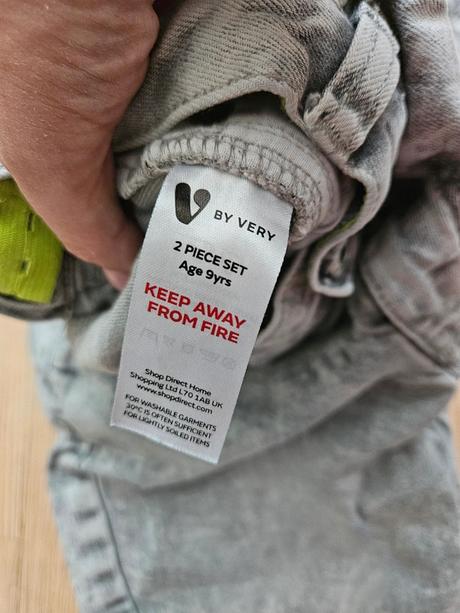 BY VERY
2 PIECE SET
Age 9yrs
KEEP AWAY
FROM FIRE
Shop Direct Home
Shopping Ltd L70 1AB UK
www.shopdirect.com
FOR WASHABLE GARMENTS
30°C IS OFTEN SUFFICIENT
FOR LIGHTLY SOILED ITEMS